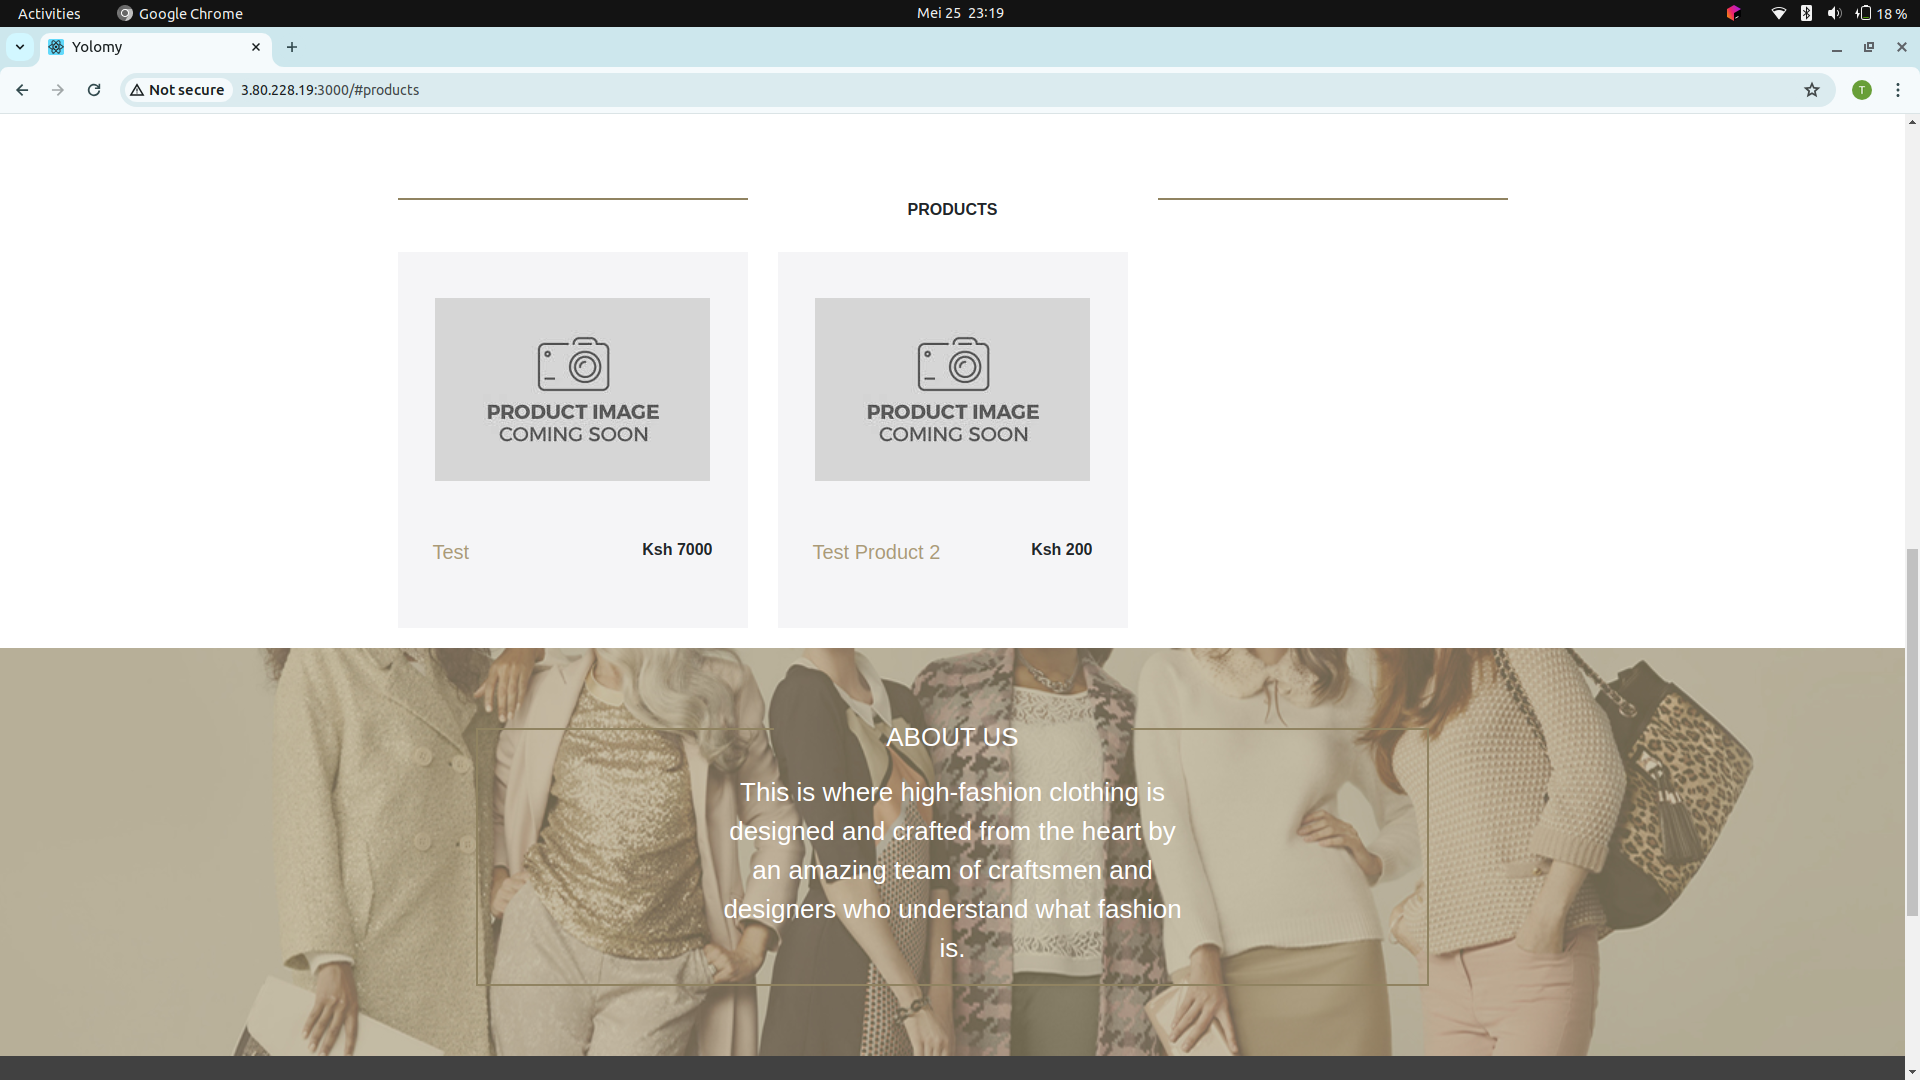 Activities
Google Chrome
Mei 25 23:19
18 %
Yolomy
Not secure
3.80.228.19:3000/#products
T
PRODUCTS
PRODUCT IMAGE
COMING SOON
Test
Ksh 7000
PRODUCT IMAGE
COMING SOON
Test Product 2
Ksh 200
ABOUT US
This is where high-fashion clothing is
designed and crafted from the heart by
an amazing team of craftsmen and
designers who understand what fashion
is.